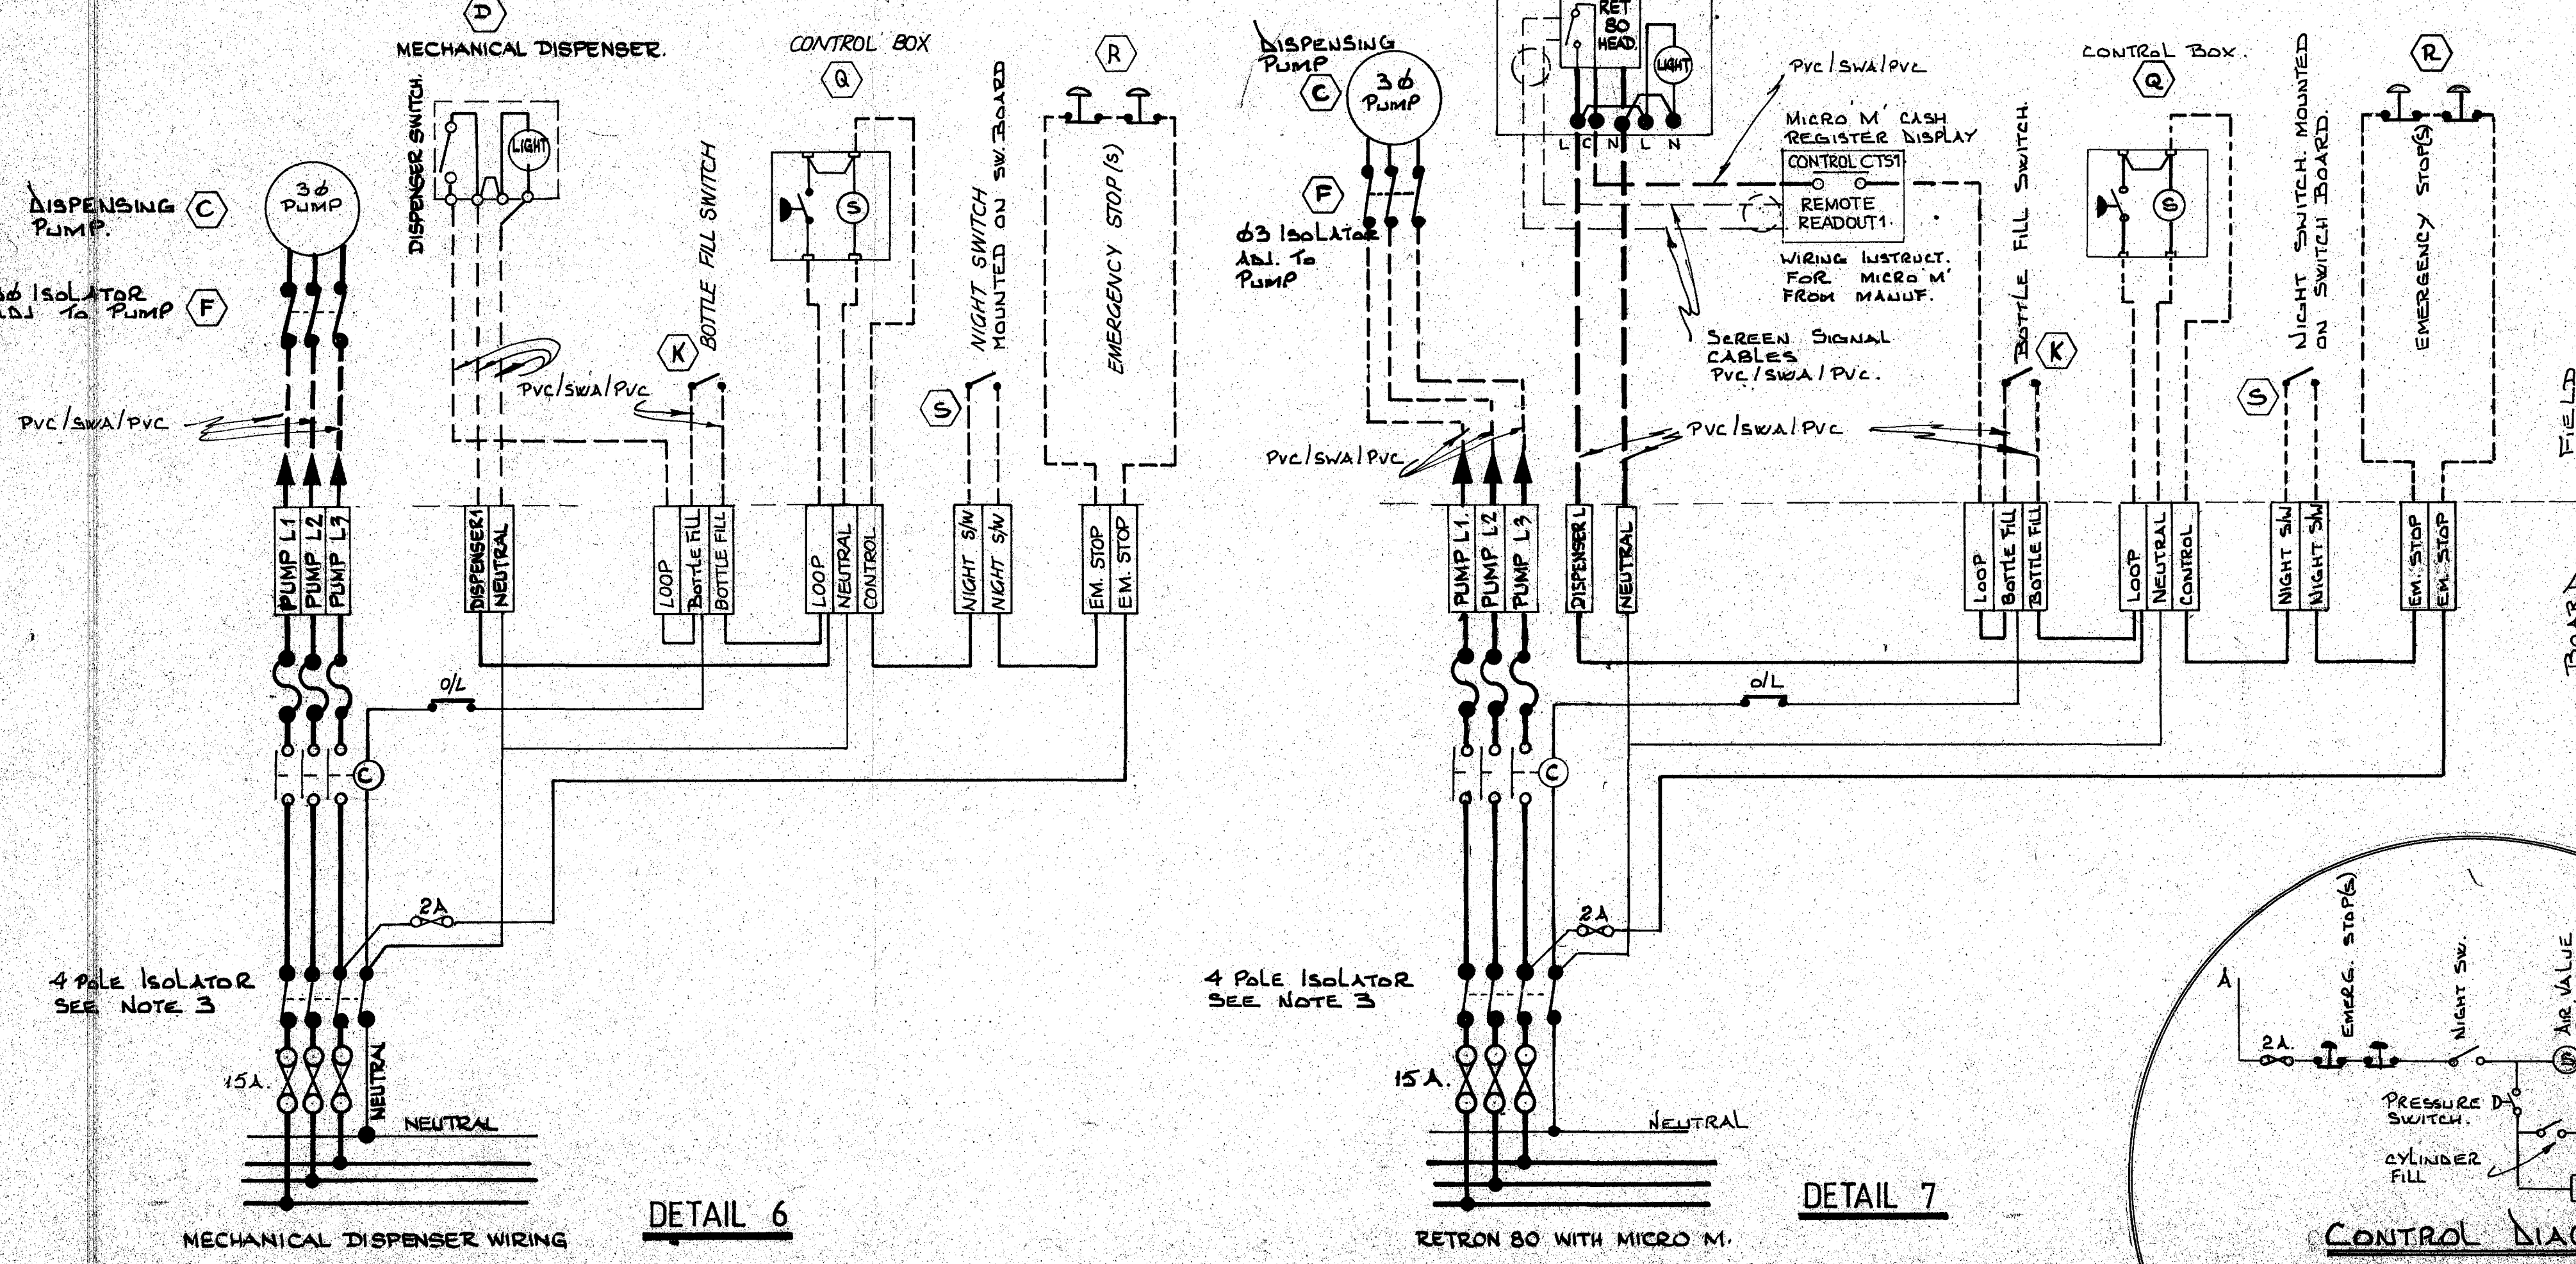 D
MECHANICAL DISPENSER.
DISPENSER SWITCH.
LIGHT
CONTROL BOX
Q
S
R
NIGHT SWITCH
MOUNTED ON SW. BOARD
EMERGENCY STOP(S)
BOTTLE FILL SWITCH
K
S
DISPENSING
PUMP.
C
3ø
PUMP
ISOLATOR
ADJ TO PUMP
F
PVC/SWA/PVC
PVC/SWA/PVC
PUMP L1
PUMP L2
PUMP L3
DISPENSER1
NEUTRAL
LOOP
BOTTLE FILL
BOTTLE FILL
LOOP
NEUTRAL
CONTROL
NIGHT S/W
NIGHT S/W
EM. STOP
EM. STOP
O/L
C
2A
4 POLE ISOLATOR
SEE NOTE 3
15A.
NEUTRAL
NEUTRAL
MECHANICAL DISPENSER WIRING
DETAIL 6
DISPENSING
PUMP
C
3ø
PUMP
F
ø3 ISOLATOR
ADJ. TO
PUMP
RET
80
HEAD.
LIGHT
L C N L N
PVC/SWA/PVC
MICRO 'M' CASH
REGISTER DISPLAY
CONTROL CTS1
REMOTE
READOUT1.
WIRING INSTRUCT.
FOR MICRO 'M'
FROM MANUF.
SCREEN SIGNAL
CABLES
PVC/SWA/PVC.
PVC/SWA/PVC
PVC/SWA/PVC
BOTTLE FILL SWITCH.
K
CONTROL BOX.
Q
S
NIGHT SWITCH. MOUNTED
ON SWITCH BOARD.
S
R
EMERGENCY STOP(S)
FIELD
BOARD
PUMP L1.
PUMP L2
PUMP L3
DISPENSER L
NEUTRAL
LOOP
BOTTLE FILL
BOTTLE FILL
LOOP
NEUTRAL
CONTROL
NIGHT S/W
NIGHT S/W
EM. STOP
EM. STOP
O/L
C
2A
4 POLE ISOLATOR
SEE NOTE 3
15A.
NEUTRAL
RETRON 80 WITH MICRO M.
DETAIL 7
A
2A.
EMERG. STOP(S)
NIGHT SW.
AIR VALUE
S
PRESSURE
SWITCH.
CYLINDER
FILL
CONTROL DIAG